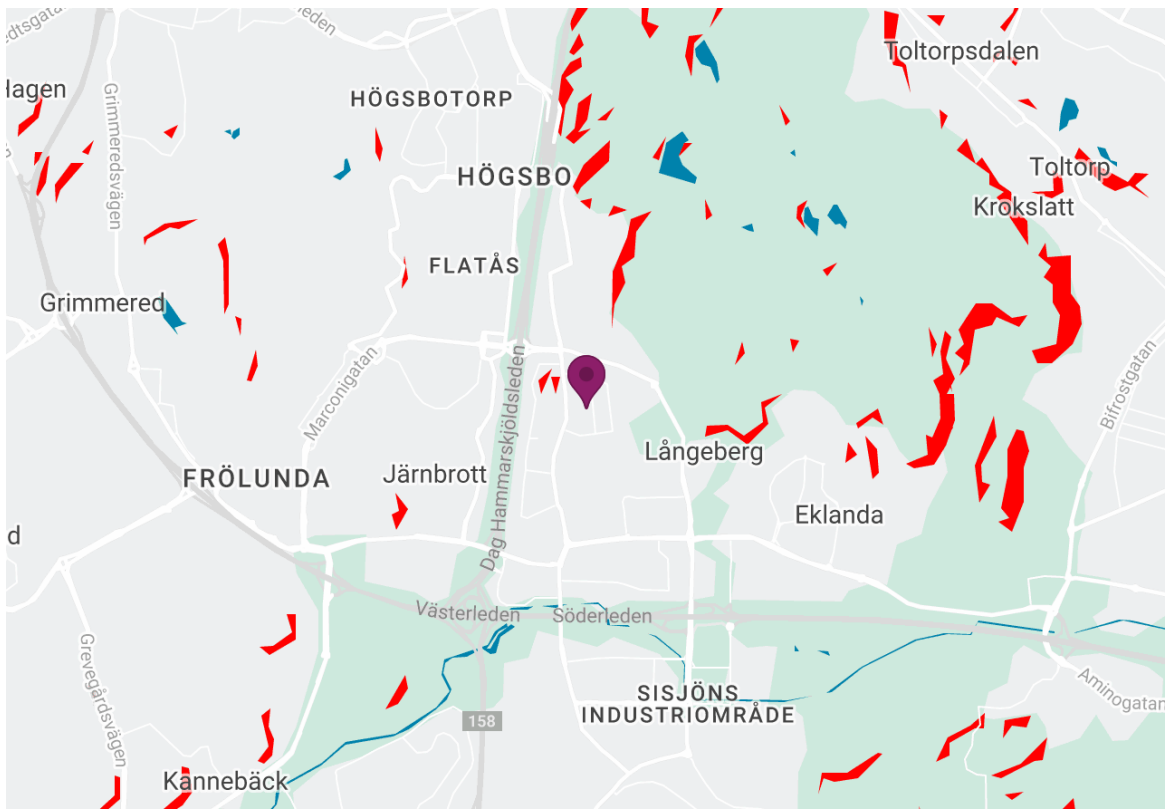 Toltorpsdalen
Hagen
HÖGSBOTORP
Grimmeredsvägen
Toltorp
HÖGSBO
Krokslatt
FLATÅS
Grimmered
Marconigatan
Bifrostgatan
Dag Hammarskjöldsleden
Långeberg
FRÖLUNDA
Järnbrott
Eklanda
d
Västerleden
Söderleden
Grevegårdsvägen
Aminogatan
SISJÖNS
INDUSTRIOMRÅDE
158
Kannebäck